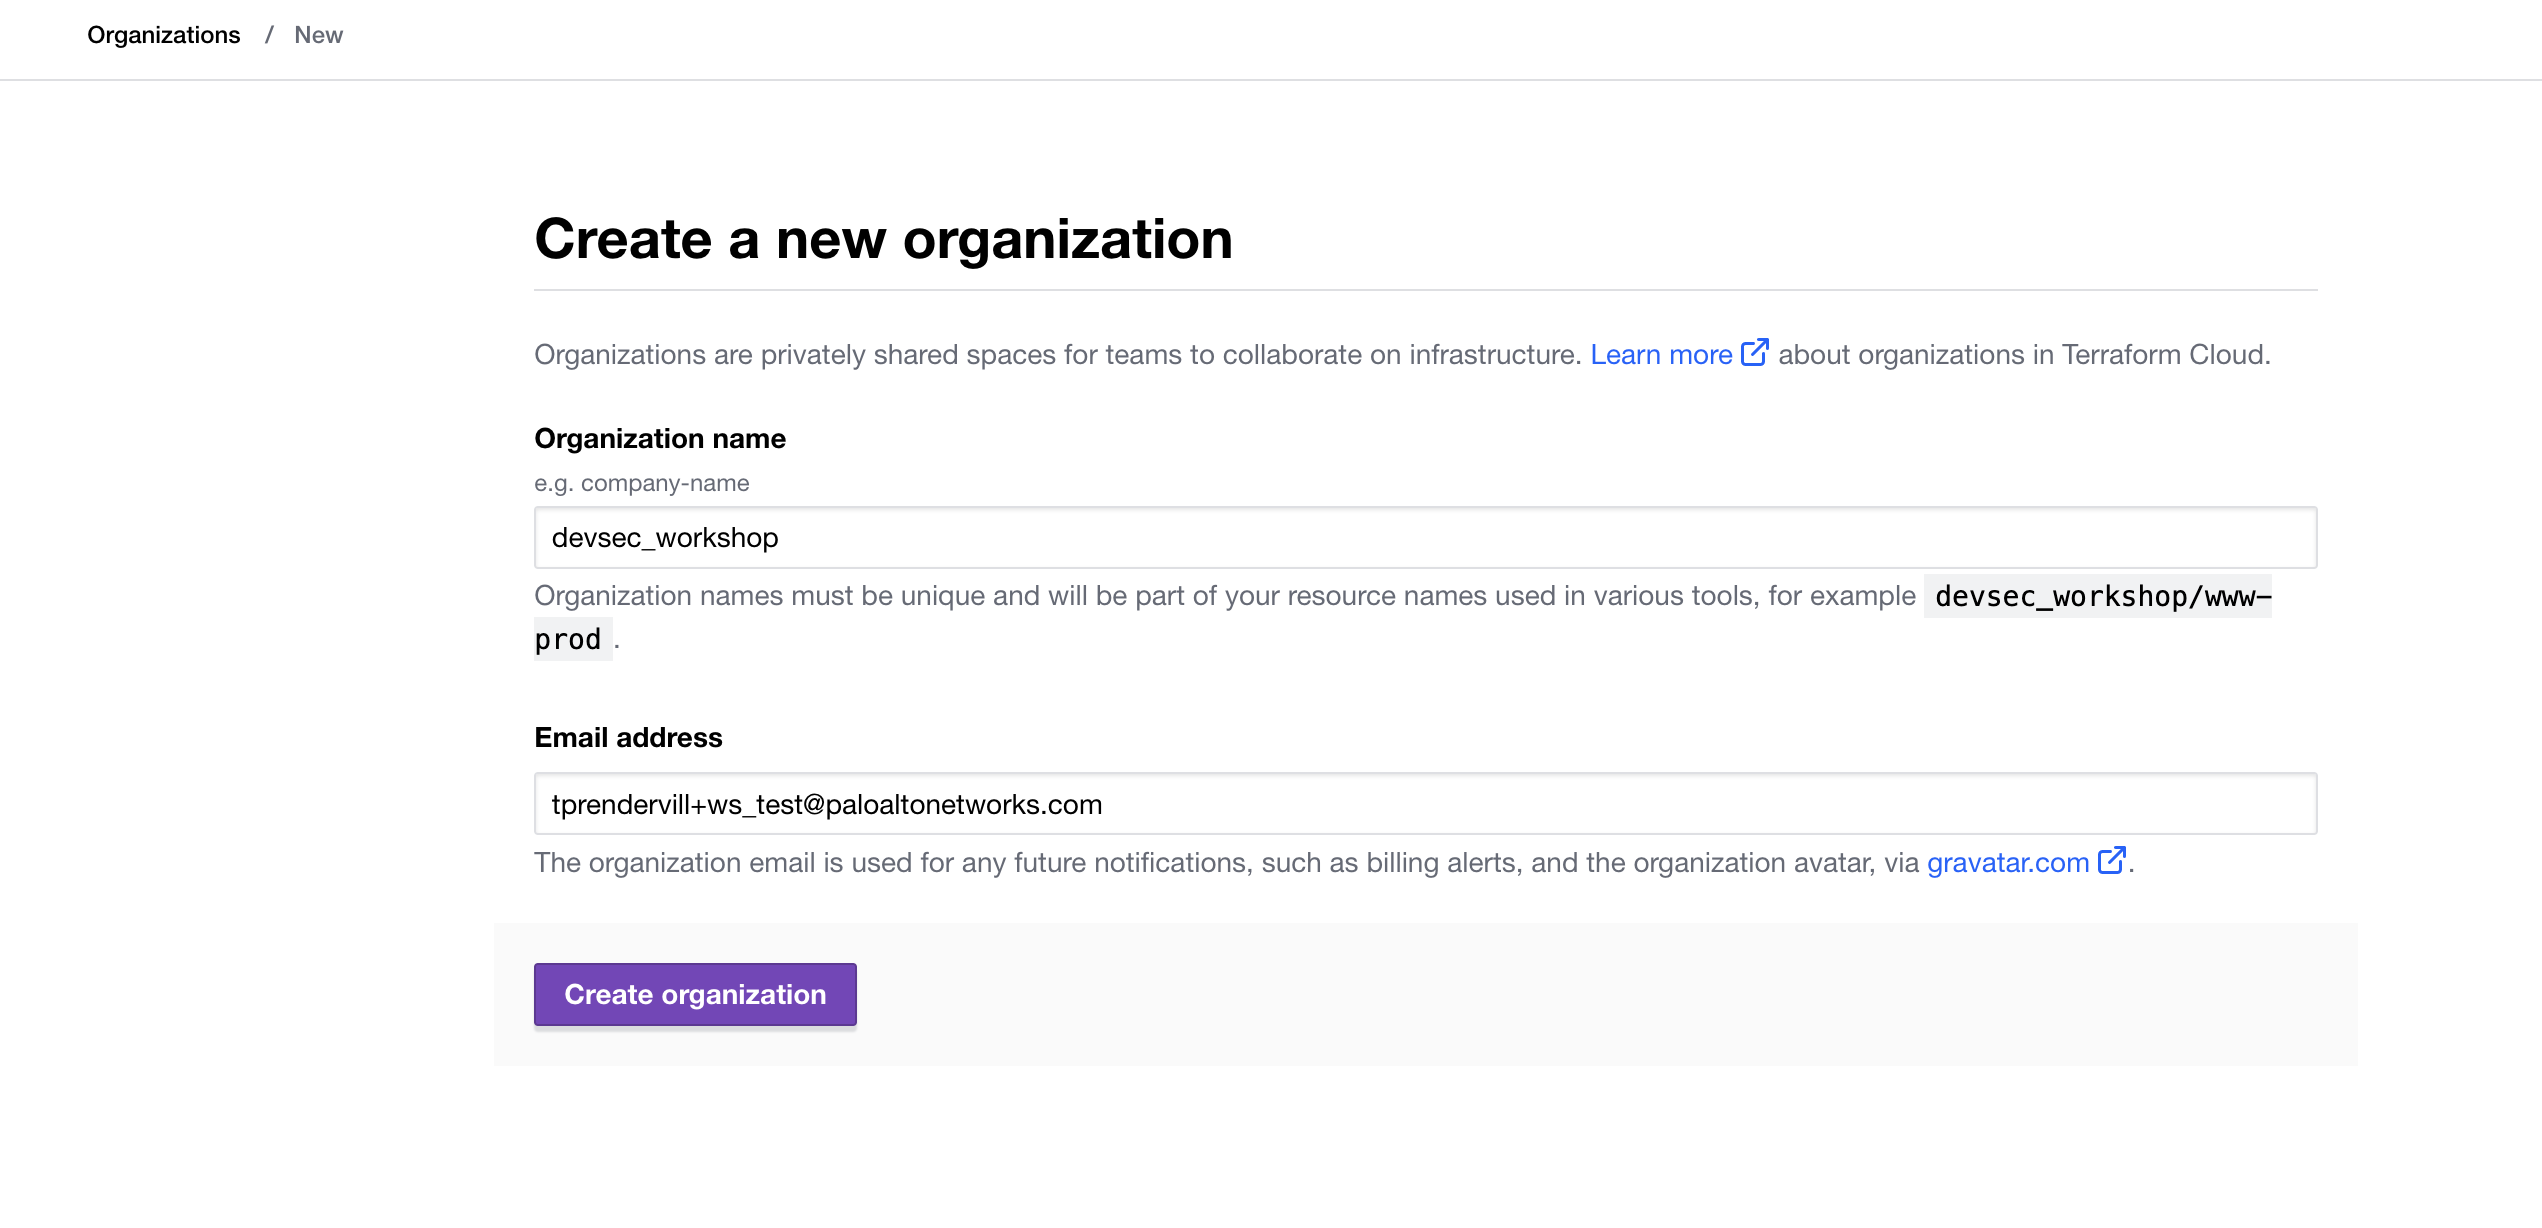 Organizations / New
Create a new organization
Organizations are privately shared spaces for teams to collaborate on infrastructure. Learn more about organizations in Terraform Cloud.
Organization name
e.g. company-name
devsec_workshop
Organization names must be unique and will be part of your resource names used in various tools, for example devsec_workshop/www-
prod .
Email address
tprendervill+ws_test@paloaltonetworks.com
The organization email is used for any future notifications, such as billing alerts, and the organization avatar, via gravatar.com.
Create organization